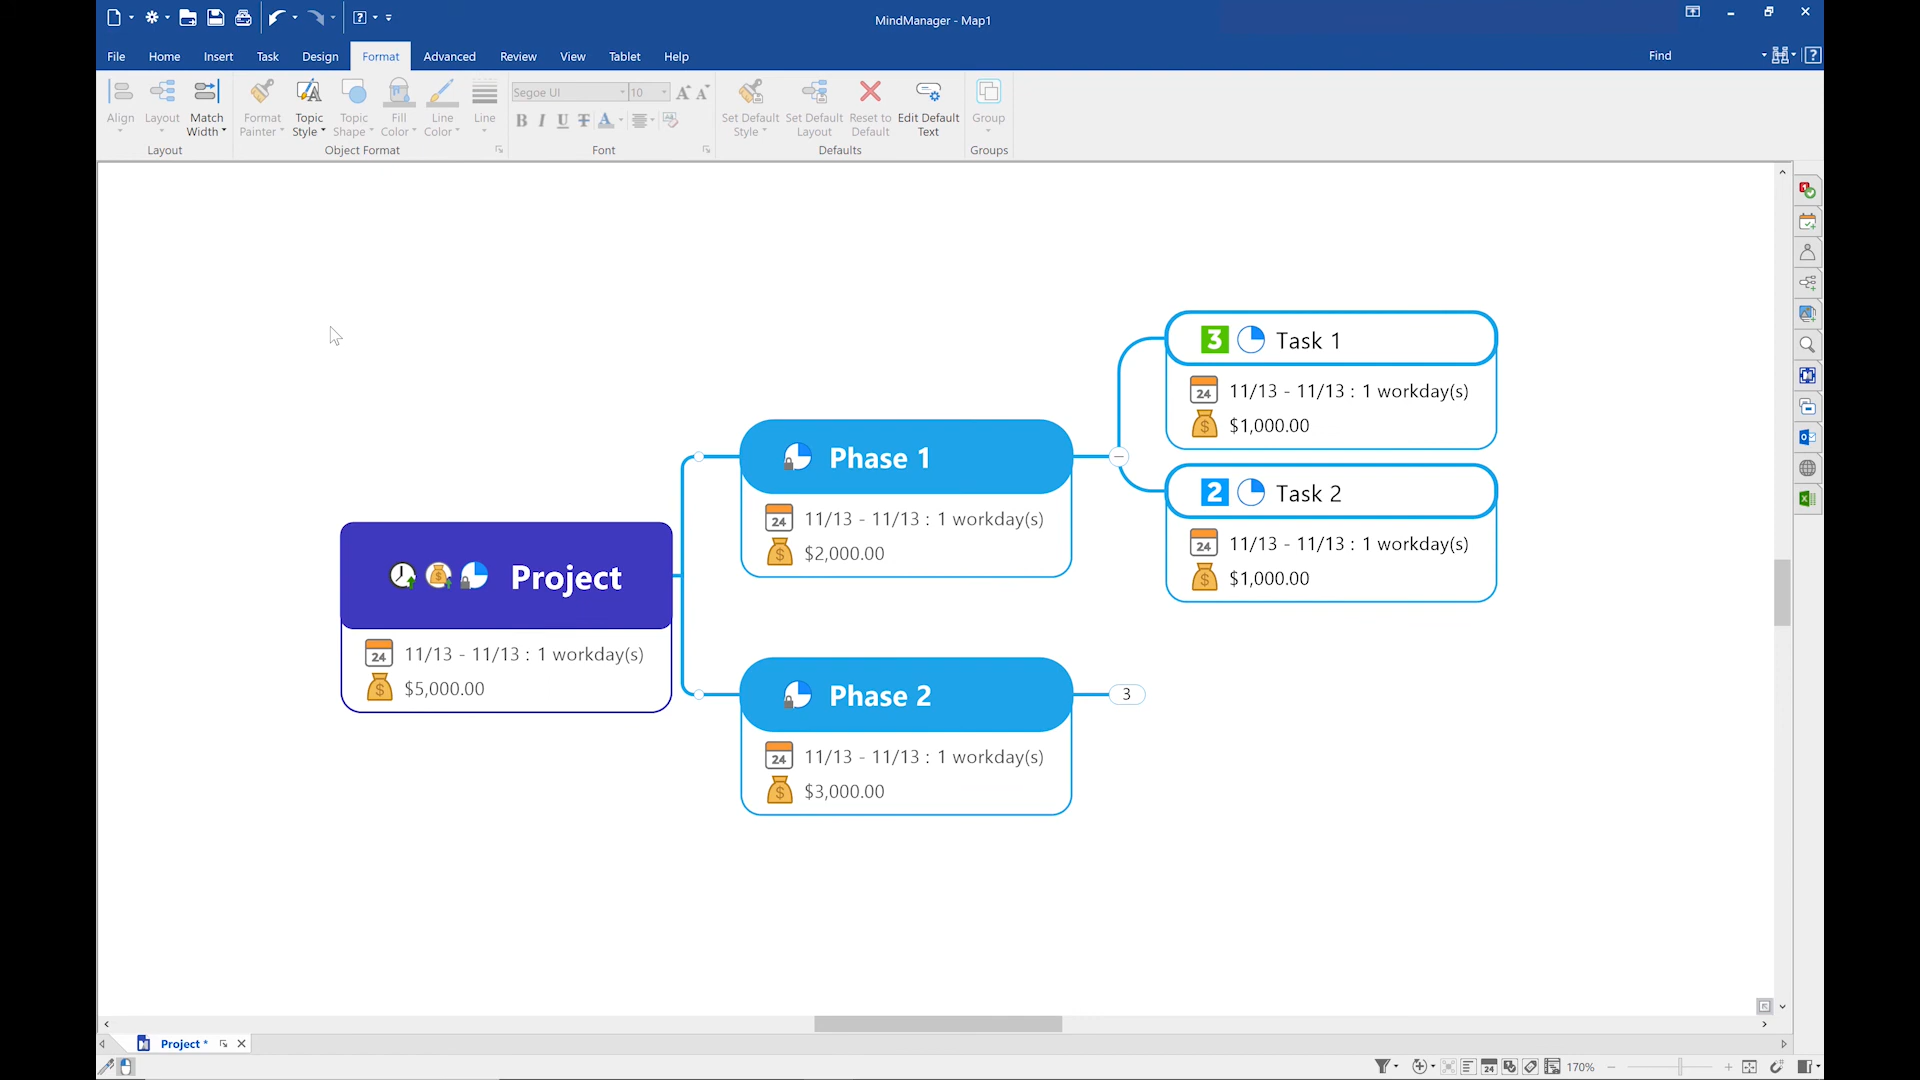 MindManager - Map1
File Home Insert Task Design Format Advanced Review View Tablet Help Find
Segoe UI 10
Align Layout Match Width Format Painter Topic Style Topic Shape Fill Color Line Color Line B I U T A Set Default Style Set Default Layout Reset to Default Edit Default Text Group
Layout Object Format Font Defaults Groups
3 Task 1
24 11/13 - 11/13 : 1 workday(s)
$ $1,000.00
Phase 1
24 11/13 - 11/13 : 1 workday(s)
$ $2,000.00
2 Task 2
24 11/13 - 11/13 : 1 workday(s)
$ $1,000.00
Project
24 11/13 - 11/13 : 1 workday(s)
$ $5,000.00
Phase 2 3
24 11/13 - 11/13 : 1 workday(s)
$ $3,000.00
Project *
170%